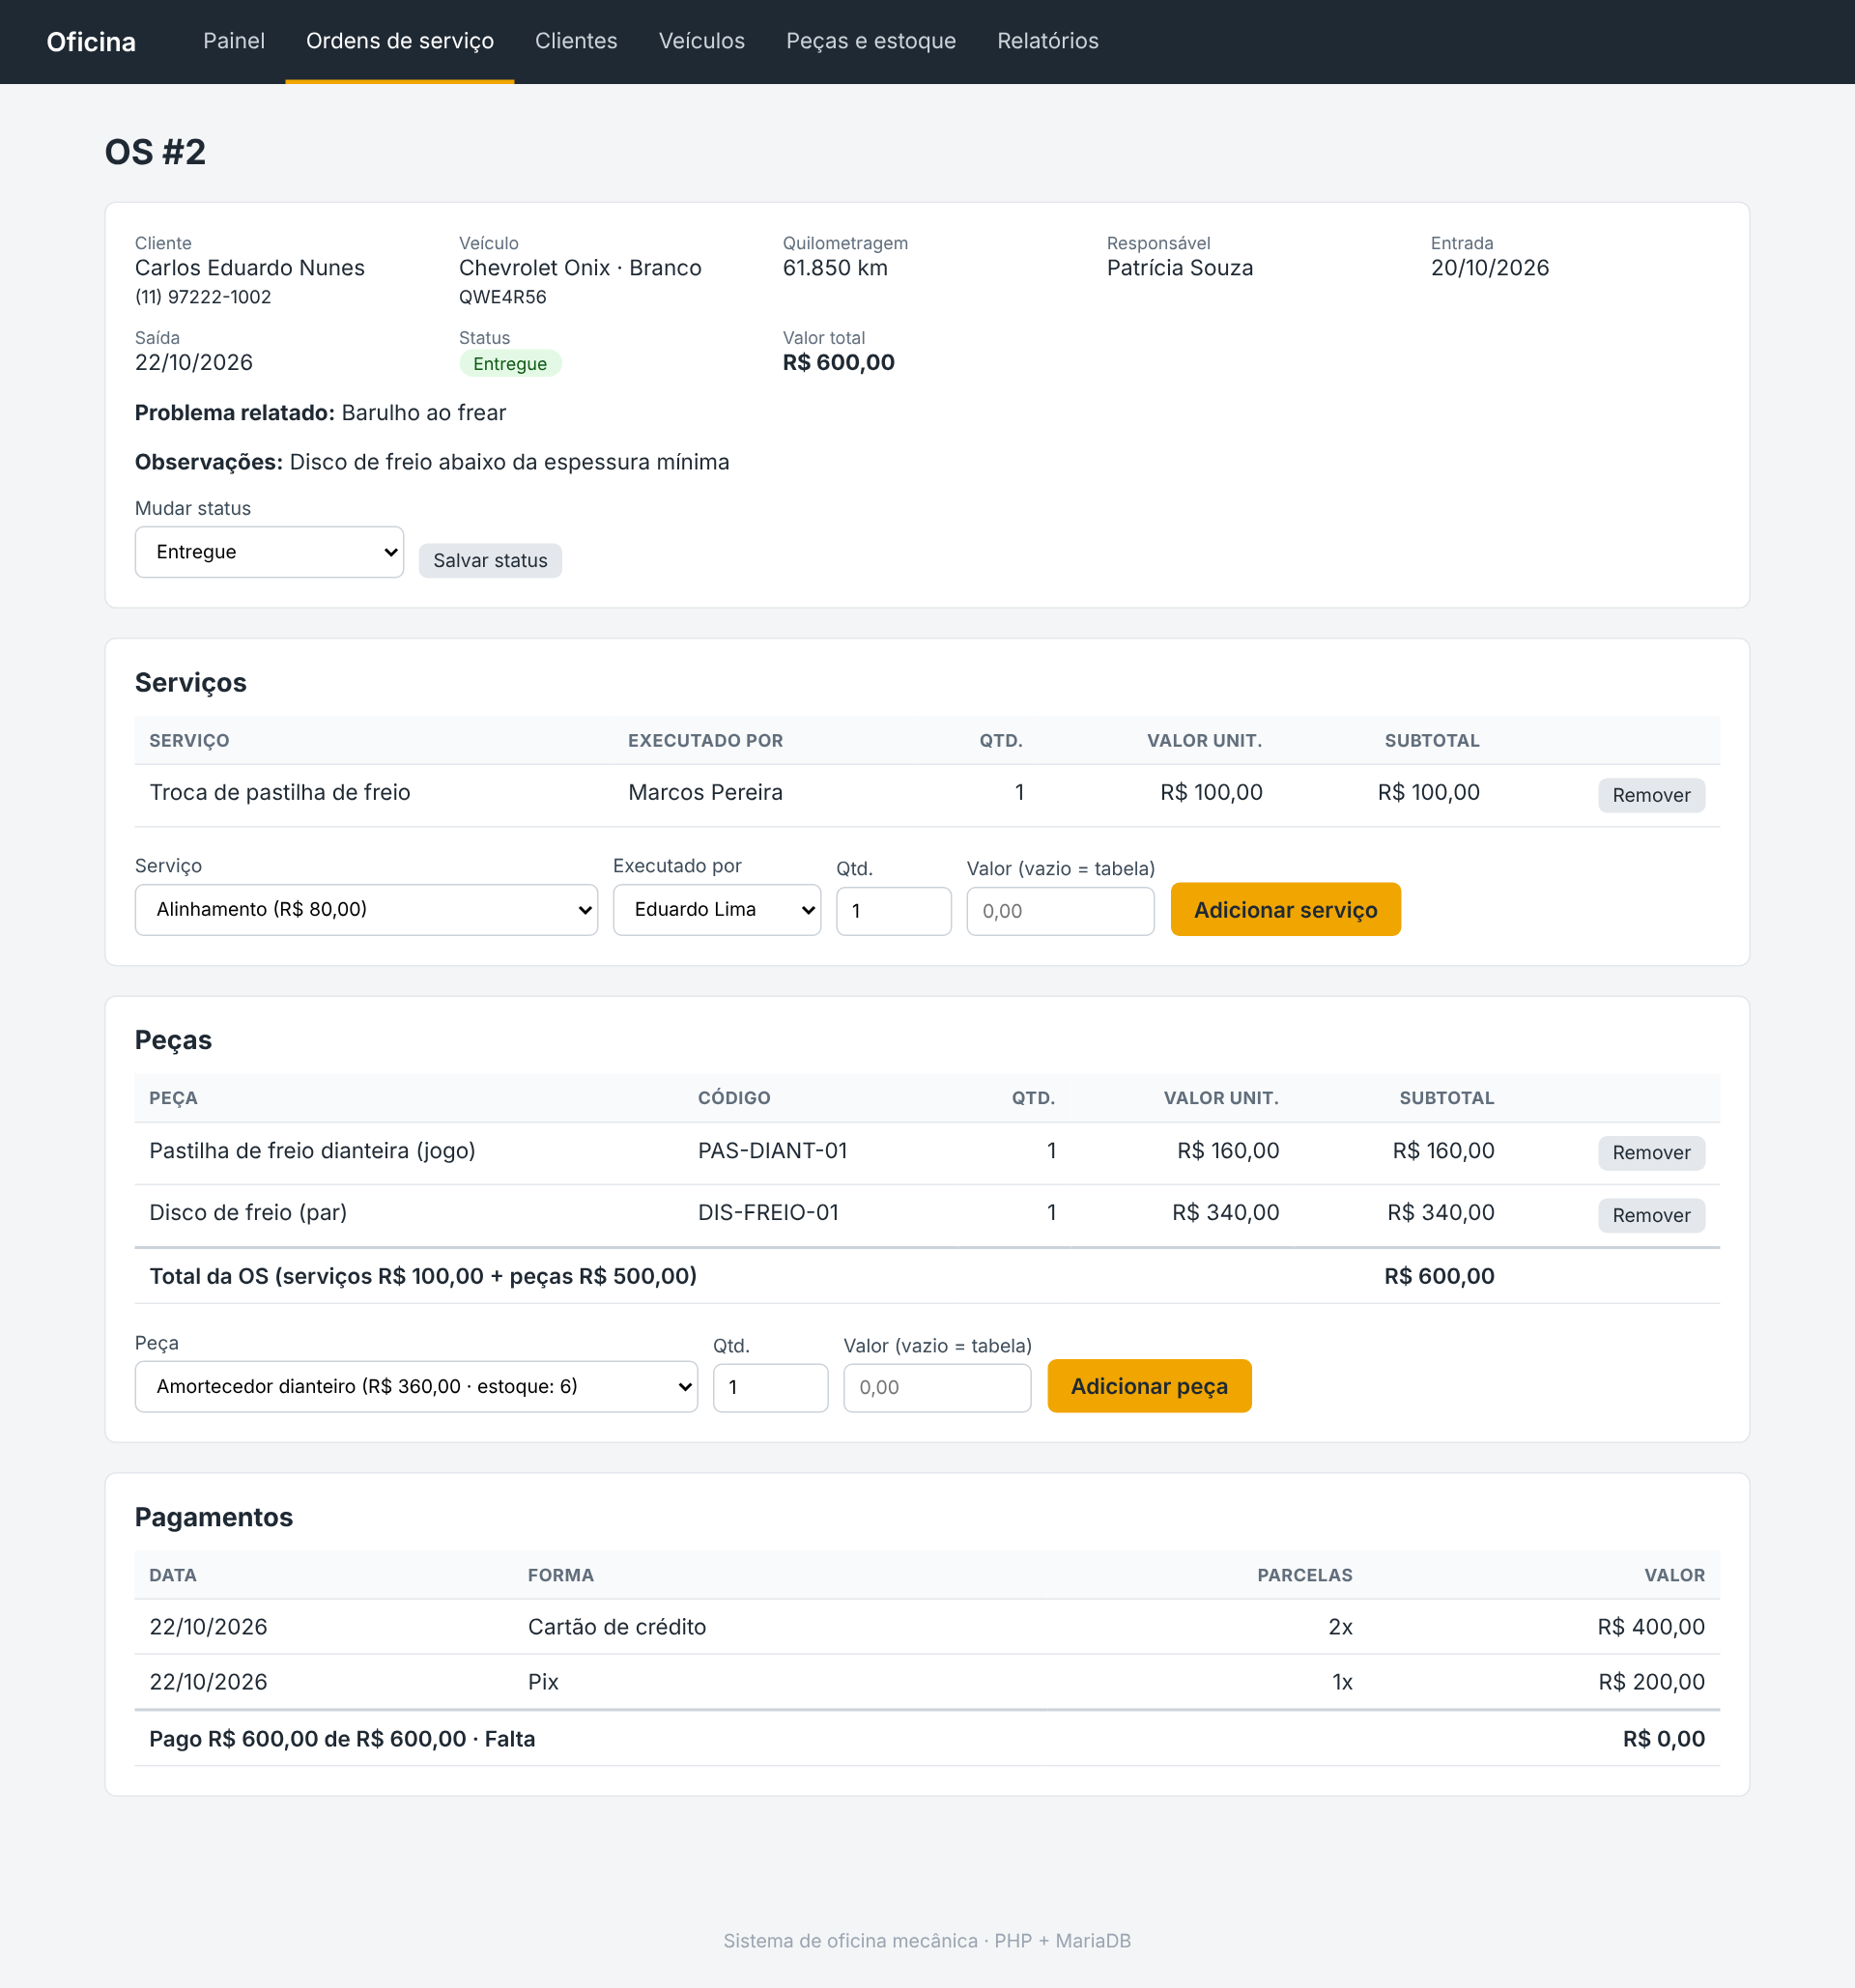 Oficina Painel Ordens de serviço Clientes Veículos Peças e estoque Relatórios
OS #2
Cliente Veículo Quilometragem Responsável Entrada
Carlos Eduardo Nunes Chevrolet Onix · Branco 61.850 km Patrícia Souza 20/10/2026
(11) 97222-1002 QWE4R56
Saída Status Valor total
22/10/2026 Entregue R$ 600,00
Problema relatado: Barulho ao frear
Observações: Disco de freio abaixo da espessura mínima
Mudar status
Entregue Salvar status
Serviços
SERVIÇO EXECUTADO POR QTD. VALOR UNIT. SUBTOTAL
Troca de pastilha de freio Marcos Pereira 1 R$ 100,00 R$ 100,00 Remover
Serviço Executado por Qtd. Valor (vazio = tabela)
Alinhamento (R$ 80,00) Eduardo Lima 1 0,00 Adicionar serviço
Peças
PEÇA CÓDIGO QTD. VALOR UNIT. SUBTOTAL
Pastilha de freio dianteira (jogo) PAS-DIANT-01 1 R$ 160,00 R$ 160,00 Remover
Disco de freio (par) DIS-FREIO-01 1 R$ 340,00 R$ 340,00 Remover
Total da OS (serviços R$ 100,00 + peças R$ 500,00) R$ 600,00
Peça Qtd. Valor (vazio = tabela)
Amortecedor dianteiro (R$ 360,00 · estoque: 6) 1 0,00 Adicionar peça
Pagamentos
DATA FORMA PARCELAS VALOR
22/10/2026 Cartão de crédito 2x R$ 400,00
22/10/2026 Pix 1x R$ 200,00
Pago R$ 600,00 de R$ 600,00 · Falta R$ 0,00
Sistema de oficina mecânica · PHP + MariaDB